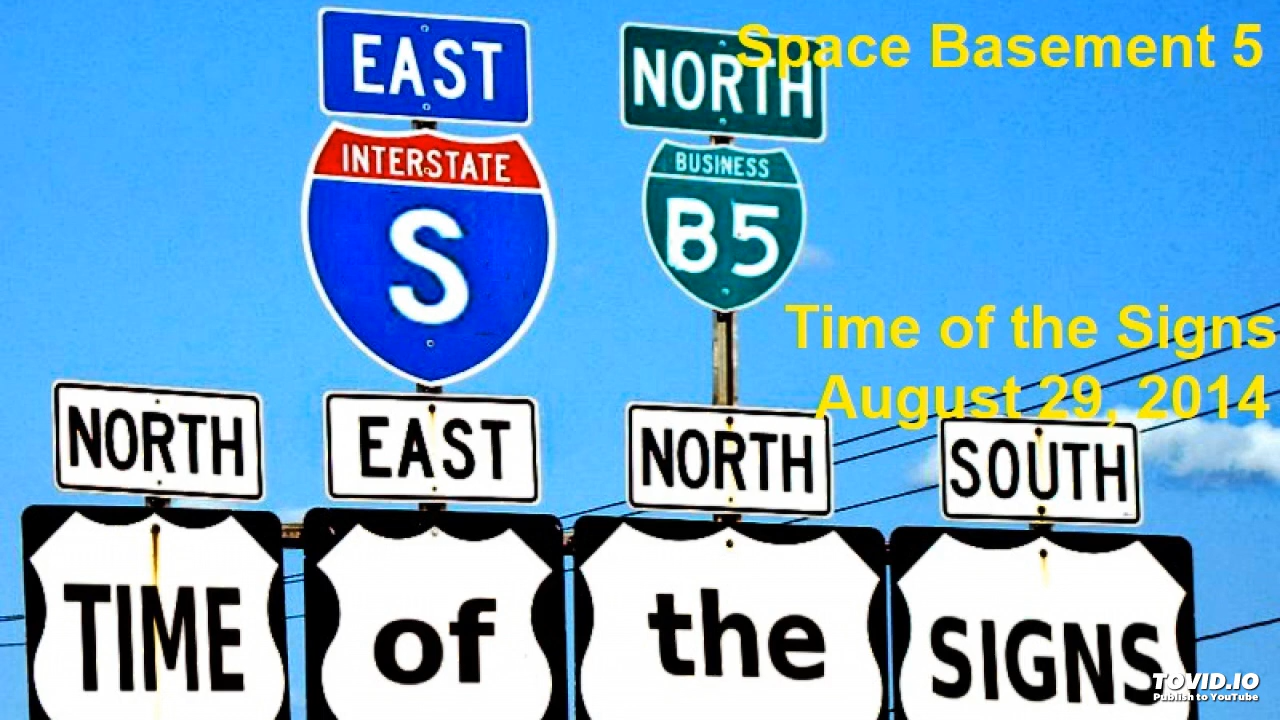 EAST
NORTH
Space Basement 5
INTERSTATE
S
BUSINESS
B5
Time of the Signs
August 29, 2014
NORTH
EAST
NORTH
SOUTH
TIME
of
the
SIGNS
TOVID.IO
Publish to YouTube